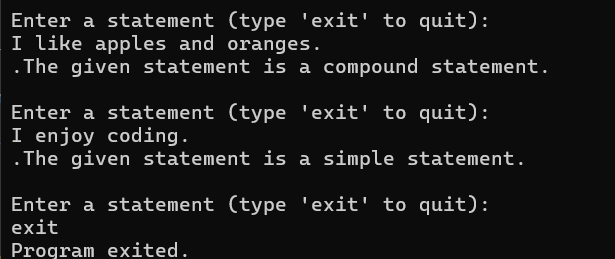 Enter a statement (type 'exit' to quit):
I like apples and oranges.
.The given statement is a compound statement.
Enter a statement (type 'exit' to quit):
I enjoy coding.
.The given statement is a simple statement.
Enter a statement (type 'exit' to quit):
exit
Program exited.